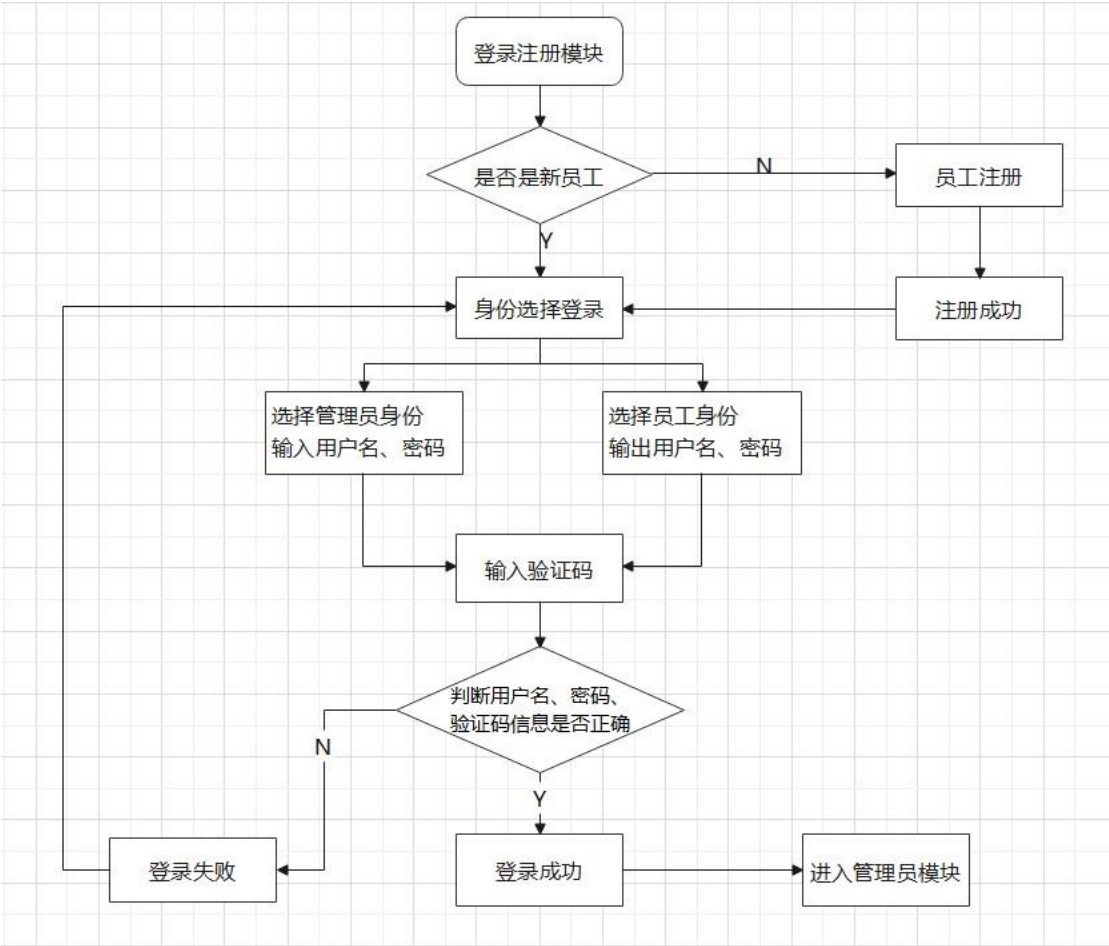 登录注册模块
是否是新员工
N
员工注册
Y
身份选择登录
注册成功
选择管理员身份
输入用户名、密码
选择员工身份
输出用户名、密码
输入验证码
判断用户名、密码、
验证码信息是否正确
N
Y
登录失败
登录成功
进入管理员模块